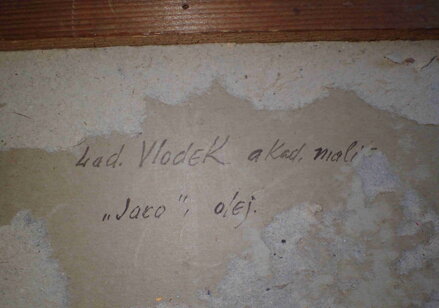 Lad. Vlodek akad. malíř
„Jaro", olej.